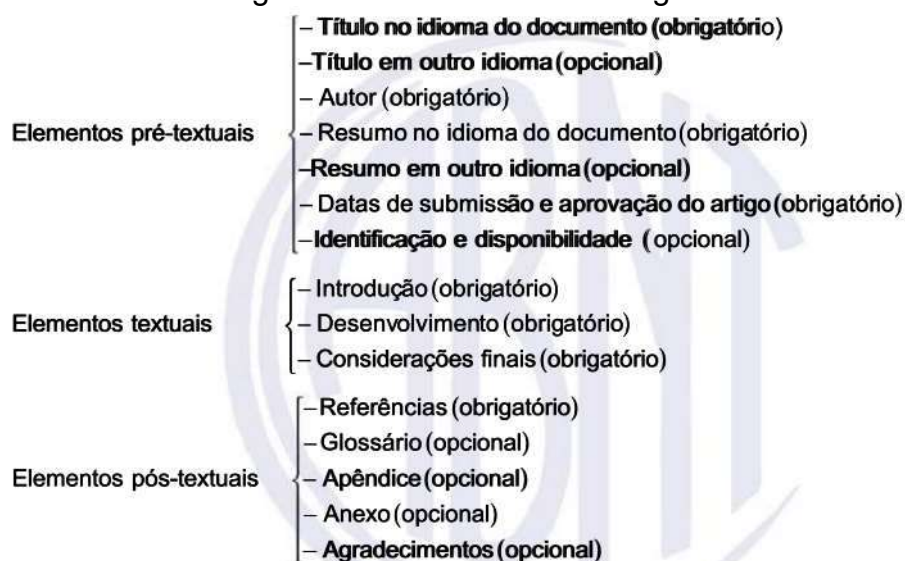 – Título no idioma do documento (obrigatório)
–Título em outro idioma (opcional)
– Autor (obrigatório)
Elementos pré-textuais – Resumo no idioma do documento (obrigatório)
–Resumo em outro idioma (opcional)
– Datas de submissão e aprovação do artigo (obrigatório)
–Identificação e disponibilidade (opcional)
– Introdução (obrigatório)
Elementos textuais – Desenvolvimento (obrigatório)
– Considerações finais (obrigatório)
– Referências (obrigatório)
– Glossário (opcional)
Elementos pós-textuais – Apêndice (opcional)
– Anexo (opcional)
– Agradecimentos (opcional)
ABNT